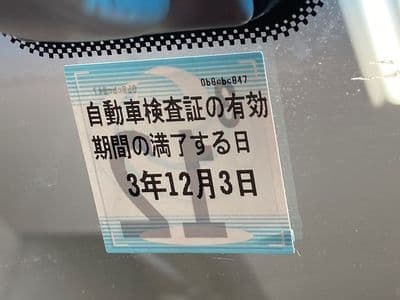 0b8cbc847
自動車検査証の有効
期間の満了する日
3年12月3日